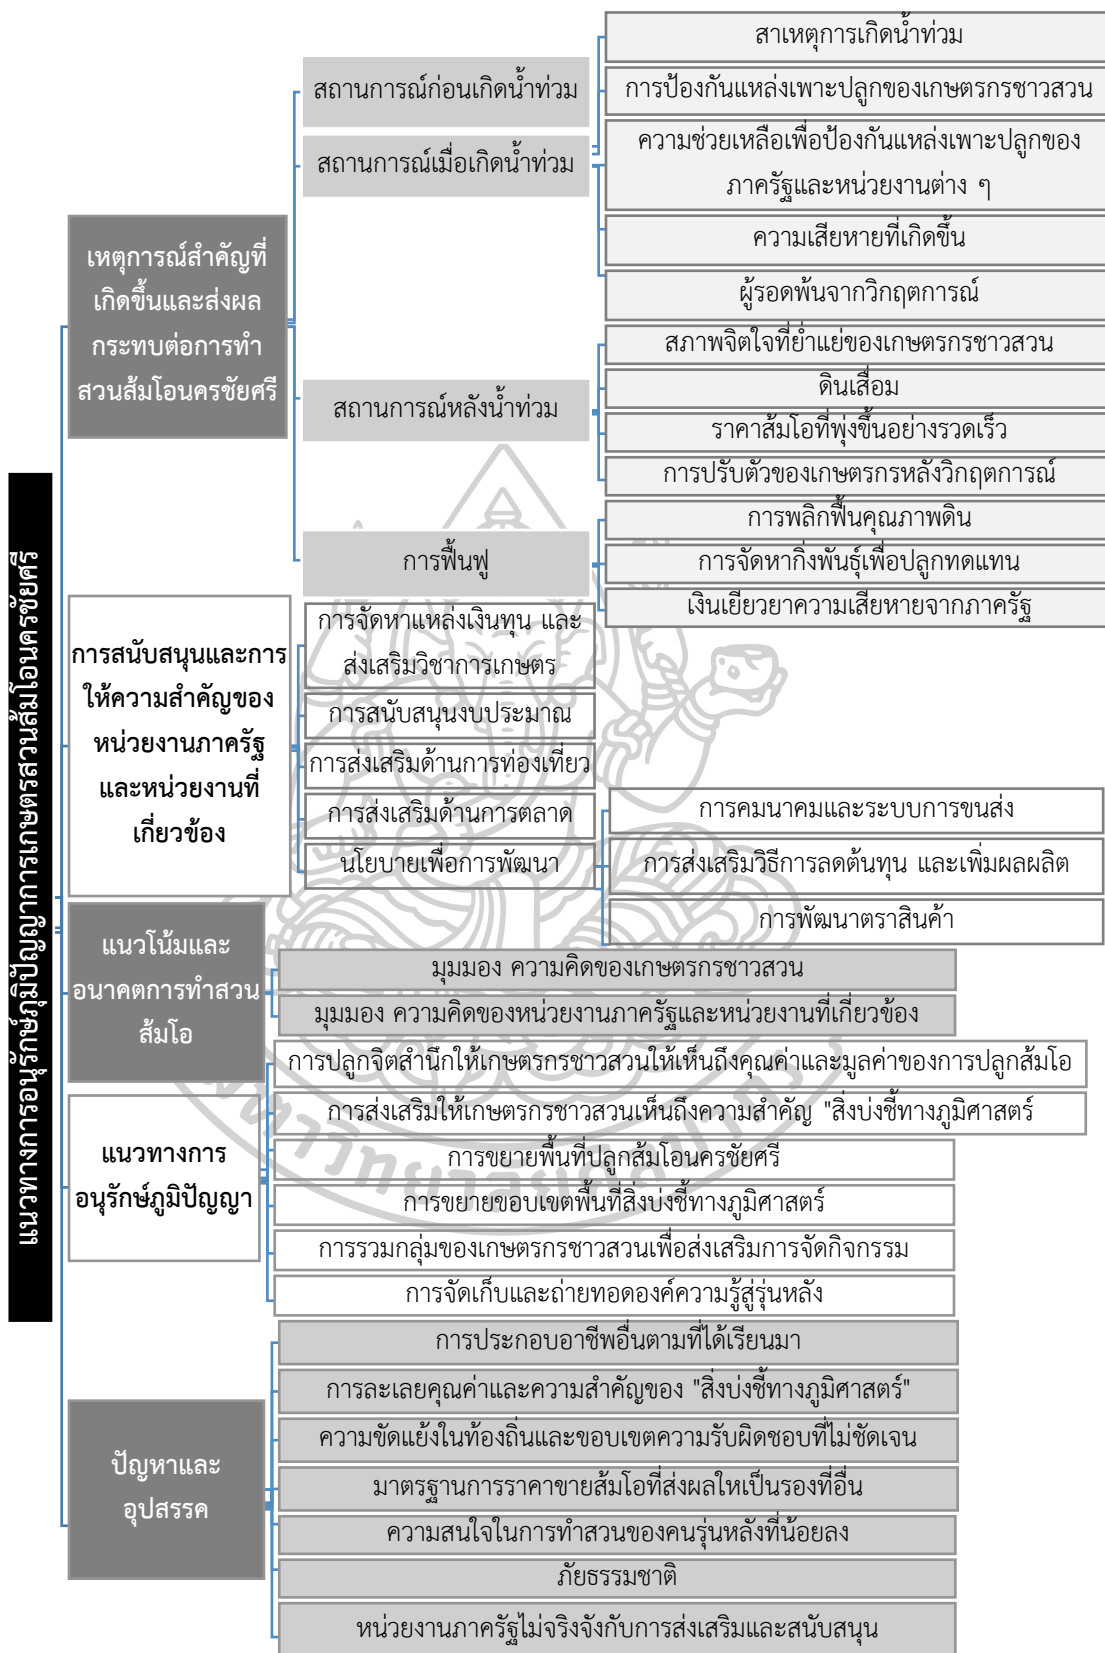 แนวทางการอนุรักษ์ภูมิปัญญาการเกษตรสวนส้มโอนครชัยศรี
เหตุการณ์สำคัญที่
เกิดขึ้นและส่งผล
กระทบต่อการทำ
สวนส้มโอนครชัยศรี
สถานการณ์ก่อนเกิดน้ำท่วม
สถานการณ์เมื่อเกิดน้ำท่วม
สาเหตุการเกิดน้ำท่วม
การป้องกันแหล่งเพาะปลูกของเกษตรกรชาวสวน
ความช่วยเหลือเพื่อป้องกันแหล่งเพาะปลูกของ
ภาครัฐและหน่วยงานต่าง ๆ
ความเสียหายที่เกิดขึ้น
ผู้รอดพ้นจากวิกฤตการณ์
สถานการณ์หลังน้ำท่วม
สภาพจิตใจที่ย่ำแย่ของเกษตรกรชาวสวน
ดินเสื่อม
ราคาส้มโอที่พุ่งขึ้นอย่างรวดเร็ว
การปรับตัวของเกษตรกรหลังวิกฤตการณ์
การฟื้นฟู
การพลิกฟื้นคุณภาพดิน
การจัดหากิ่งพันธุ์เพื่อปลูกทดแทน
เงินเยียวยาความเสียหายจากภาครัฐ
การสนับสนุนและการ
ให้ความสำคัญของ
หน่วยงานภาครัฐ
และหน่วยงานที่
เกี่ยวข้อง
การจัดหาแหล่งเงินทุน และ
ส่งเสริมวิชาการเกษตร
การสนับสนุนงบประมาณ
การส่งเสริมด้านการท่องเที่ยว
การส่งเสริมด้านการตลาด
นโยบายเพื่อการพัฒนา
การคมนาคมและระบบการขนส่ง
การส่งเสริมวิธีการลดต้นทุน และเพิ่มผลผลิต
การพัฒนาตราสินค้า
แนวโน้มและ
อนาคตการทำสวน
ส้มโอ
มุมมอง ความคิดของเกษตรกรชาวสวน
มุมมอง ความคิดของหน่วยงานภาครัฐและหน่วยงานที่เกี่ยวข้อง
แนวทางการ
อนุรักษ์ภูมิปัญญา
การปลูกจิตสำนึกให้เกษตรกรชาวสวนให้เห็นถึงคุณค่าและมูลค่าของการปลูกส้มโอ
การส่งเสริมให้เกษตรกรชาวสวนเห็นถึงความสำคัญ "สิ่งบ่งชี้ทางภูมิศาสตร์
การขยายพื้นที่ปลูกส้มโอนครชัยศรี
การขยายขอบเขตพื้นที่สิ่งบ่งชี้ทางภูมิศาสตร์
การรวมกลุ่มของเกษตรกรชาวสวนเพื่อส่งเสริมการจัดกิจกรรม
การจัดเก็บและถ่ายทอดองค์ความรู้สู่รุ่นหลัง
ปัญหาและ
อุปสรรค
การประกอบอาชีพอื่นตามที่ได้เรียนมา
การละเลยคุณค่าและความสำคัญของ "สิ่งบ่งชี้ทางภูมิศาสตร์"
ความขัดแย้งในท้องถิ่นและขอบเขตความรับผิดชอบที่ไม่ชัดเจน
มาตรฐานการราคาขายส้มโอที่ส่งผลใหเป็นรองที่อื่น
ความสนใจในการทำสวนของคนรุ่นหลังที่น้อยลง
ภัยธรรมชาติ
หน่วยงานภาครัฐไม่จริงจังกับการส่งเสริมและสนับสนุน